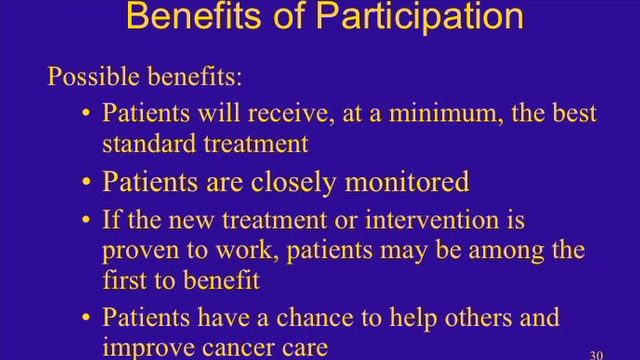 Benefits of Participation
Possible benefits:
• Patients will receive, at a minimum, the best
standard treatment
• Patients are closely monitored
• If the new treatment or intervention is
proven to work, patients may be among the
first to benefit
• Patients have a chance to help others and
improve cancer care
30